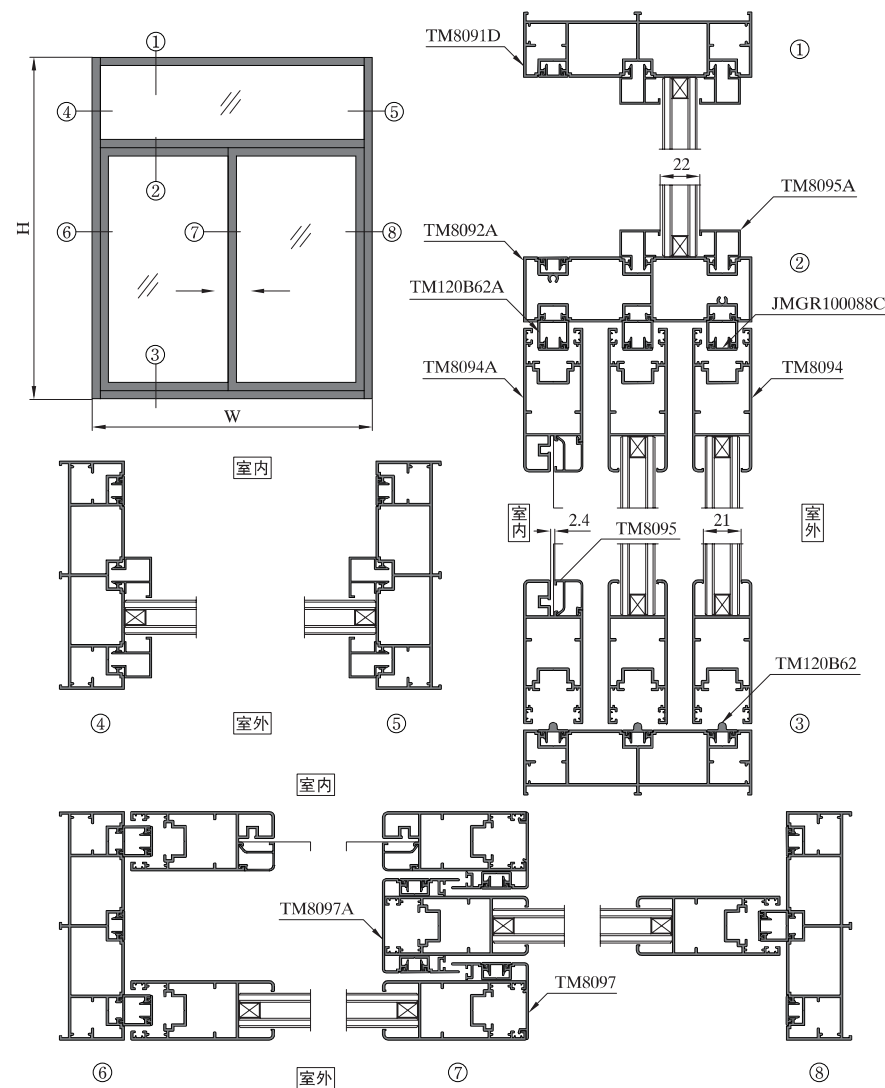 ①
④
⑤
②
⑥
⑦
⑧
③
H
W
TM8091D
①
22
TM8095A
TM8092A
②
TM120B62A
JMGR100088C
TM8094A
TM8094
室内
室内
室外
2.4
TM8095
21
TM120B62
④
室外
⑤
③
室内
TM8097A
TM8097
⑥
室外
⑦
⑧